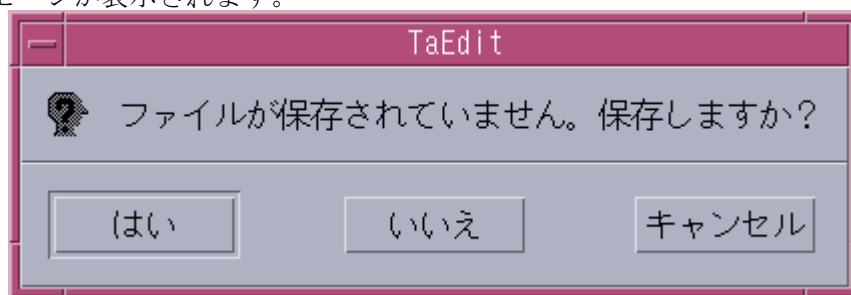 セージが表示されます。
TaEdit
ファイルが保存されていません。保存しますか?
はい
いいえ
キャンセル